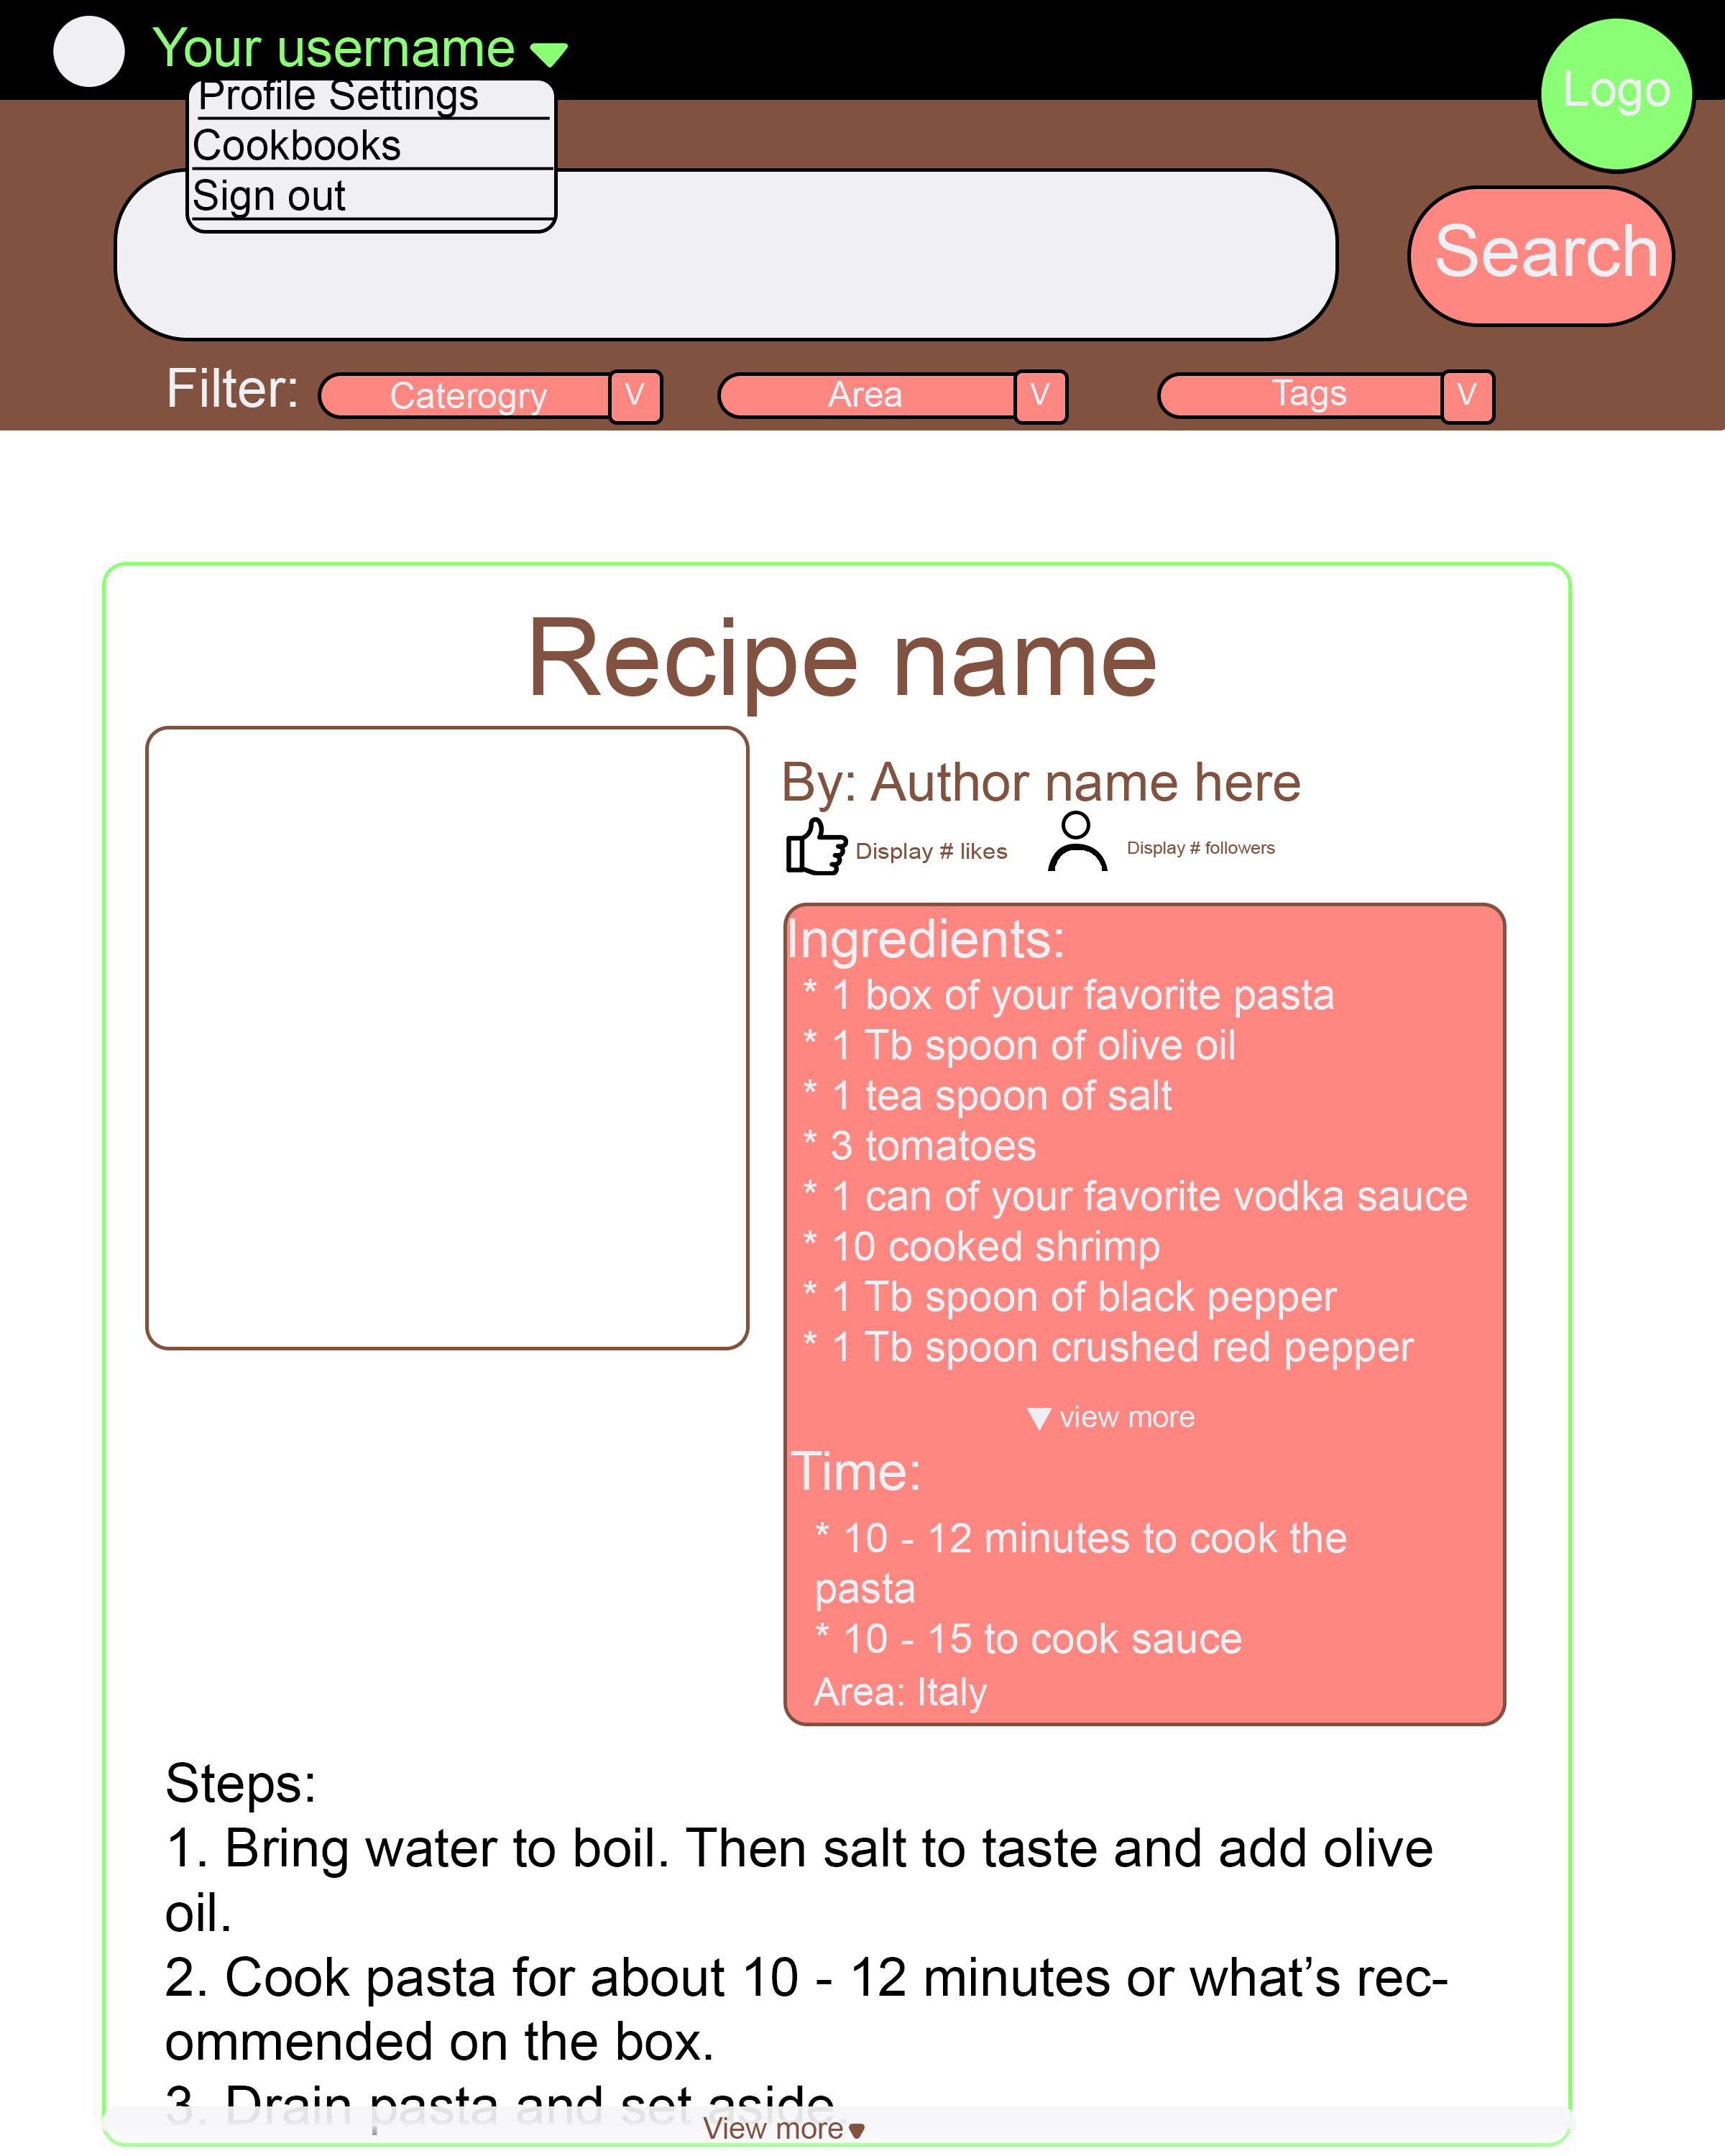 Your username
Logo
Profile Settings
Cookbooks
Sign out
Search
Filter:
Caterogry V
Area V
Tags V
Recipe name
By: Author name here
Display # likes
Display # followers
Ingredients:
* 1 box of your favorite pasta
* 1 Tb spoon of olive oil
* 1 tea spoon of salt
* 3 tomatoes
* 1 can of your favorite vodka sauce
* 10 cooked shrimp
* 1 Tb spoon of black pepper
* 1 Tb spoon crushed red pepper
view more
Time:
* 10 - 12 minutes to cook the
pasta
* 10 - 15 to cook sauce
Area: Italy
Steps:
1. Bring water to boil. Then salt to taste and add olive
oil.
2. Cook pasta for about 10 - 12 minutes or what’s rec-
ommended on the box.
3. Drain pasta and set aside.
View more